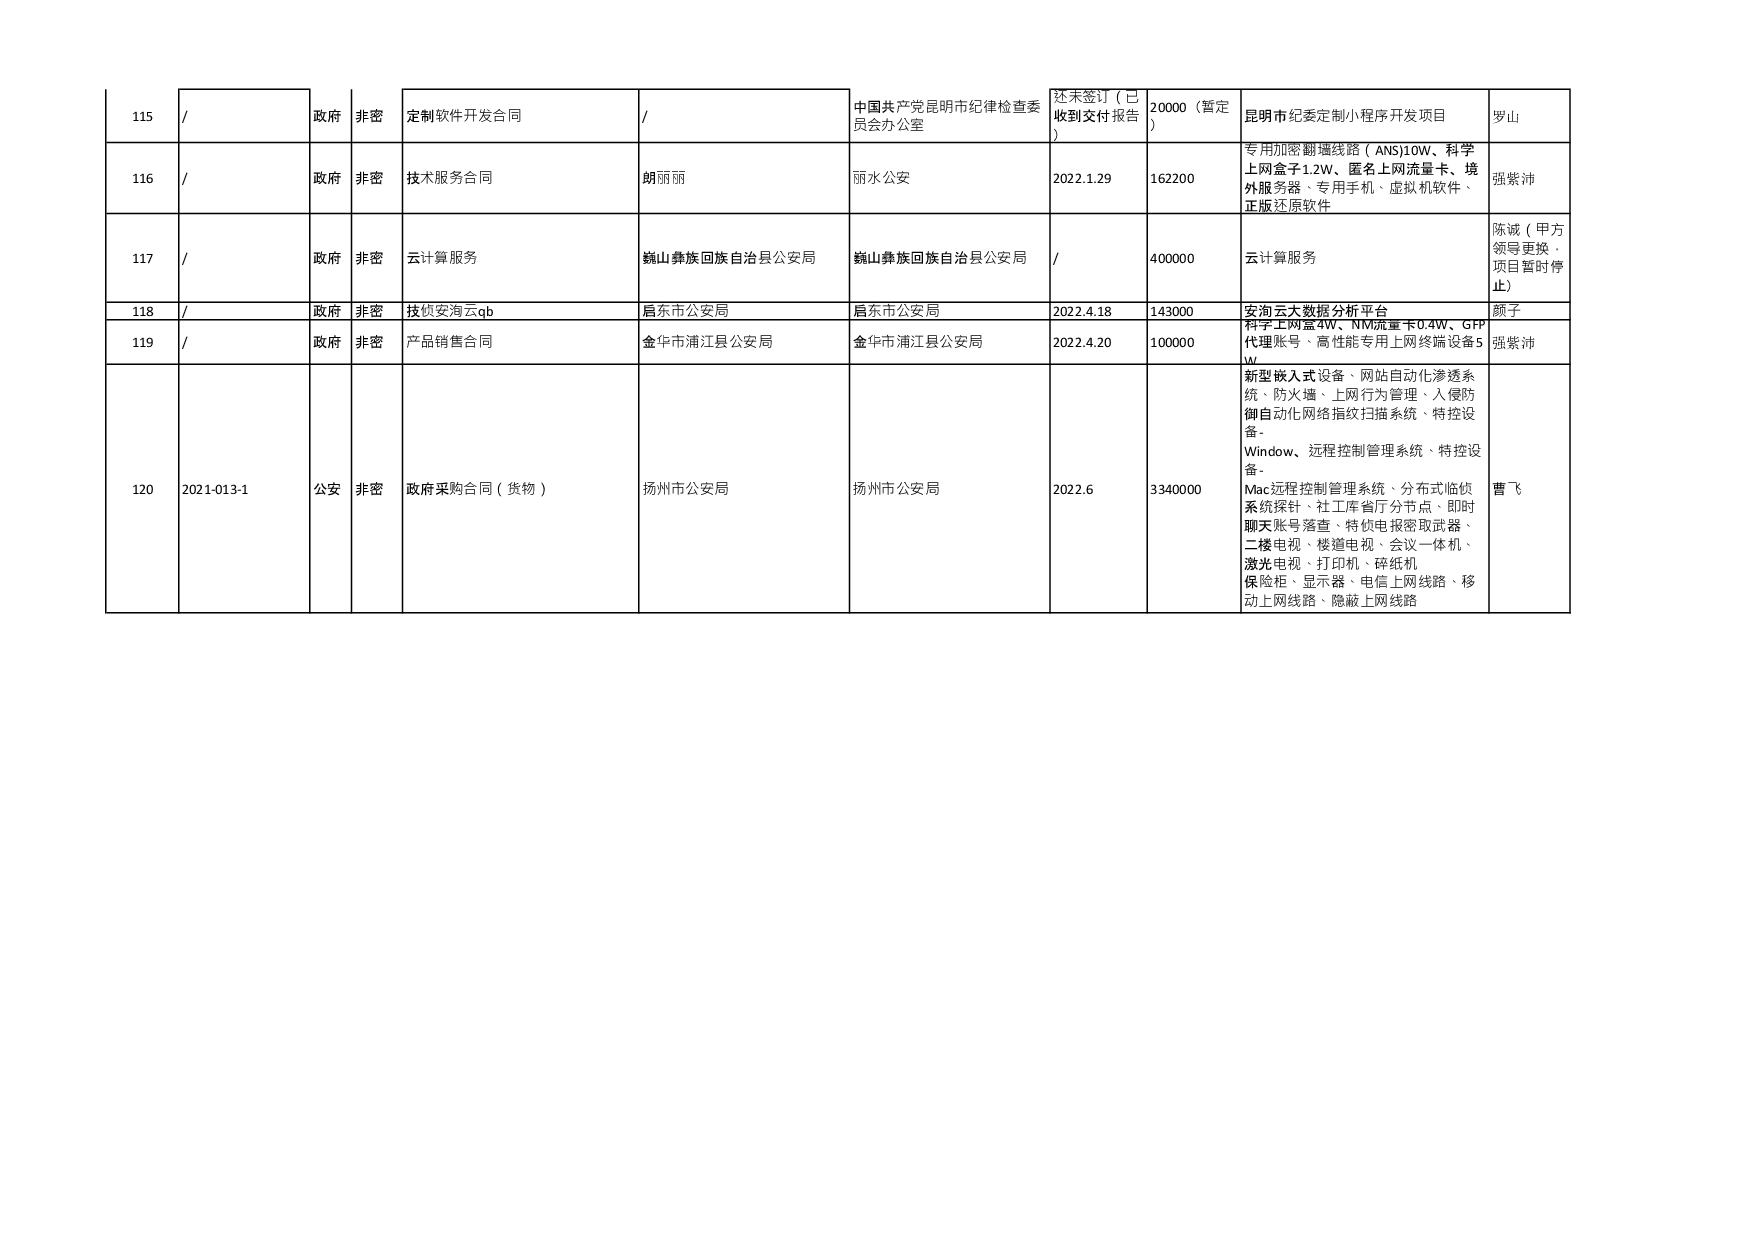 115
/
政府
非密
定制软件开发合同
/
中国共产党昆明市纪律检查委
员会办公室
还未签订（已
收到交付报告
）
20000（暂定
）
昆明市纪委定制小程序开发项目
罗山
116
/
政府
非密
技术服务合同
朗丽丽
丽水公安
2022.1.29
162200
专用加密翻墙线路（ANS)10W、科学
上网盒子1.2W、匿名上网流量卡、境
外服务器、专用手机、虚拟机软件、
正版还原软件
强紫沛
117
/
政府
非密
云计算服务
巍山彝族回族自治县公安局
巍山彝族回族自治县公安局
/
400000
云计算服务
陈诚（甲方
领导更换，
项目暂时停
止）
118
/
政府
非密
技侦安洵云qb
启东市公安局
启东市公安局
2022.4.18
143000
安洵云大数据分析平台
颜子
119
/
政府
非密
产品销售合同
金华市浦江县公安局
金华市浦江县公安局
2022.4.20
100000
科学上网盒4W、NM流量卡0.4W、GFP
代理账号、高性能专用上网终端设备5
W
强紫沛
120
2021-013-1
公安
非密
政府采购合同（货物）
扬州市公安局
扬州市公安局
2022.6
3340000
新型嵌入式设备、网站自动化渗透系
统、防火墙、上网行为管理、入侵防
御自动化网络指纹扫描系统、特控设
备-
Window、远程控制管理系统、特控设
备-
Mac远程控制管理系统、分布式临侦
系统探针、社工库省厅分节点、即时
聊天账号落查、特侦电报密取武器、
二楼电视、楼道电视、会议一体机、
激光电视、打印机、碎纸机
保险柜、显示器、电信上网线路、移
动上网线路、隐蔽上网线路
曹飞